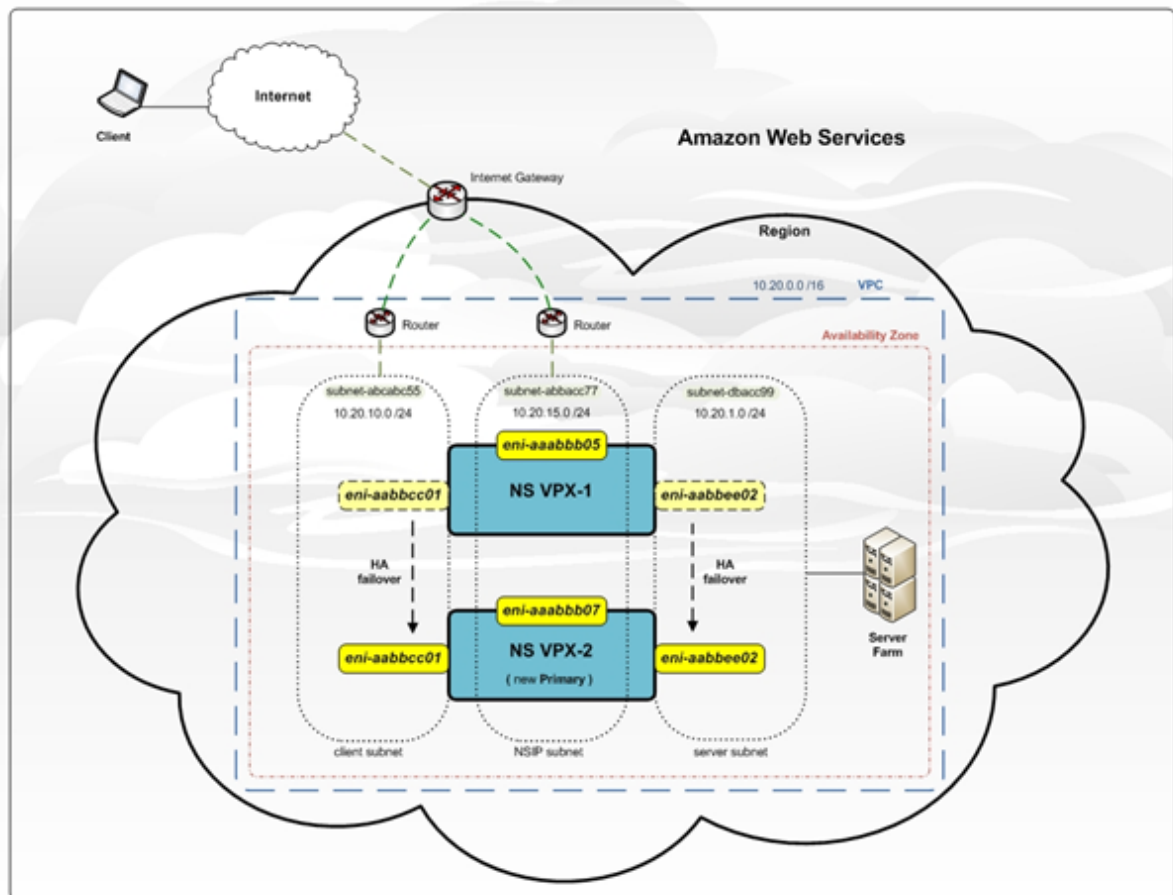 Internet
Client
Amazon Web Services
Internet Gateway
Region
10.20.0.0 /16 VPC
Router
Router
Availability Zone
subnet-abcabc55
subnet-abbacc77
subnet-dbacc99
10.20.10.0 /24
10.20.15.0 /24
10.20.1.0 /24
eni-aaabbb05
eni-aabbcc01
NS VPX-1
eni-aabbee02
HA
failover
HA
failover
eni-aaabbb07
eni-aabbcc01
NS VPX-2
eni-aabbee02
( new Primary )
Server
Farm
client subnet
NSIP subnet
server subnet